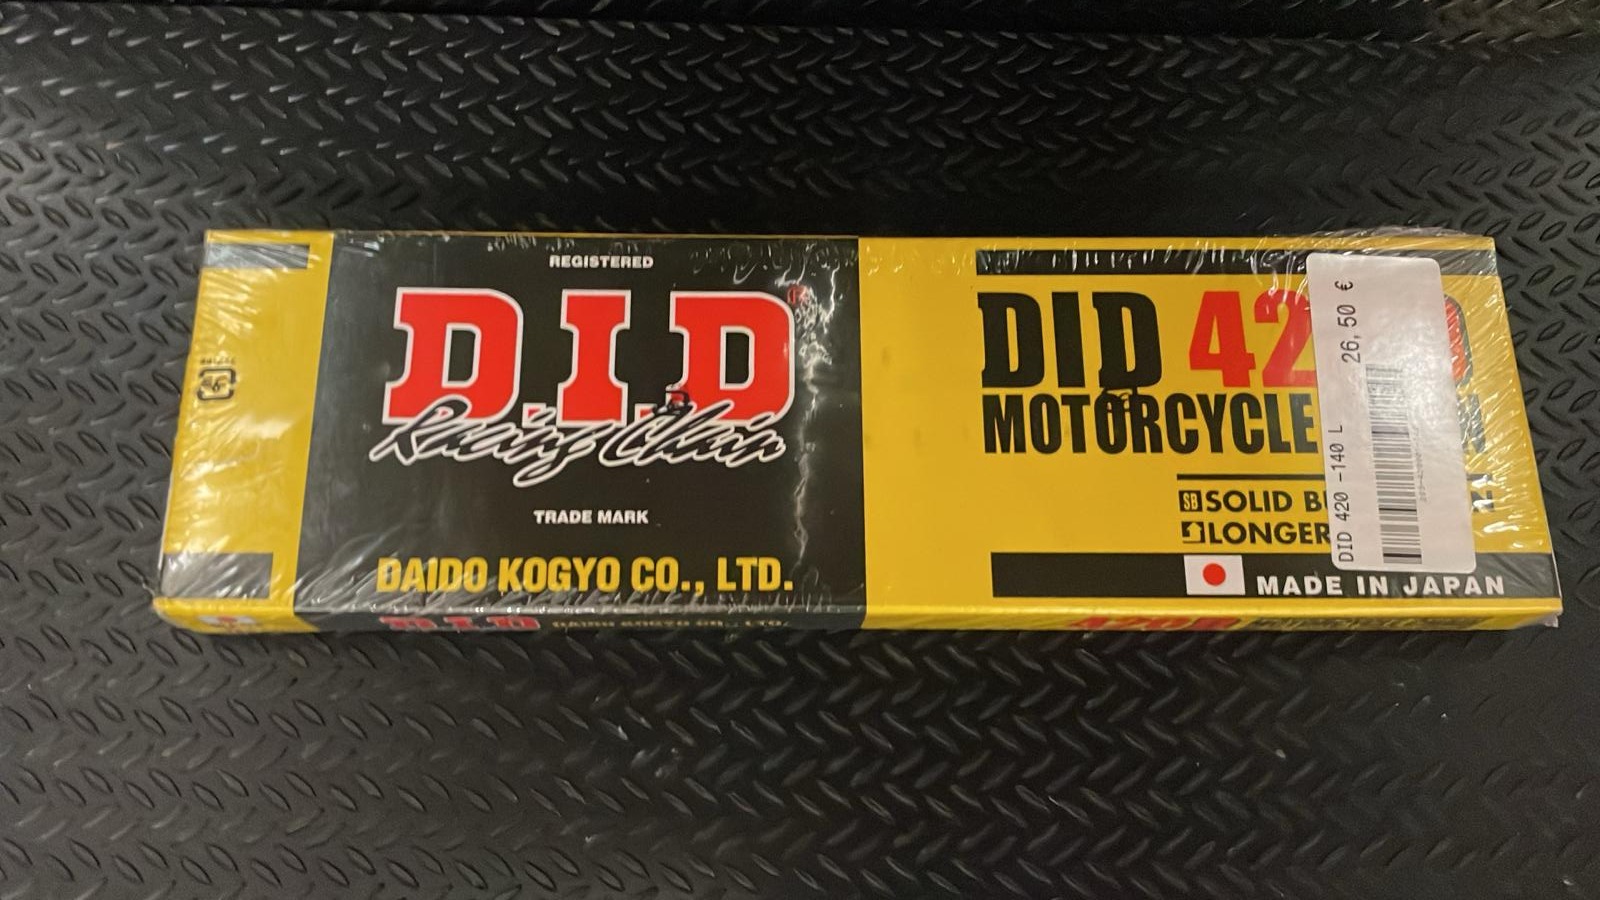 REGISTERED
D.I.D®
Racing Chain
TRADE MARK
DAIDO KOGYO CO., LTD.
DID 42
MOTORCYCLE
SB SOLID B
LONGER
MADE IN JAPAN
DID 420 -140 L 26,50 €
D.I.D DAIDO KOGYO CO., LTD.